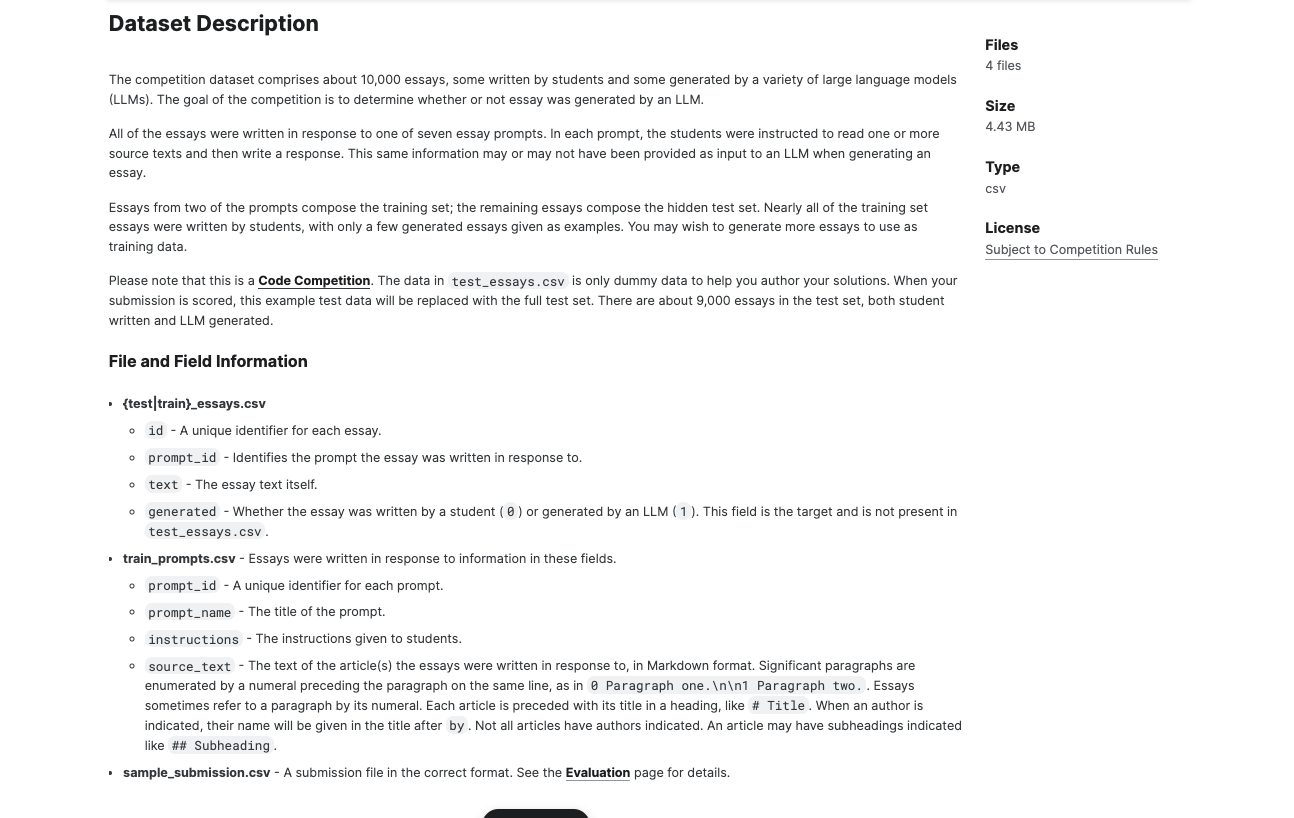 Dataset Description
The competition dataset comprises about 10,000 essays, some written by students and some generated by a variety of large language models
(LLMs). The goal of the competition is to determine whether or not essay was generated by an LLM.
All of the essays were written in response to one of seven essay prompts. In each prompt, the students were instructed to read one or more
source texts and then write a response. This same information may or may not have been provided as input to an LLM when generating an
essay.
Essays from two of the prompts compose the training set; the remaining essays compose the hidden test set. Nearly all of the training set
essays were written by students, with only a few generated essays given as examples. You may wish to generate more essays to use as
training data.
Please note that this is a Code Competition. The data in test_essays.csv is only dummy data to help you author your solutions. When your
submission is scored, this example test data will be replaced with the full test set. There are about 9,000 essays in the test set, both student
written and LLM generated.
File and Field Information
• {test|train}_essays.csv
◦ id - A unique identifier for each essay.
◦ prompt_id - Identifies the prompt the essay was written in response to.
◦ text - The essay text itself.
◦ generated - Whether the essay was written by a student (0) or generated by an LLM (1). This field is the target and is not present in
test_essays.csv.
• train_prompts.csv - Essays were written in response to information in these fields.
◦ prompt_id - A unique identifier for each prompt.
◦ prompt_name - The title of the prompt.
◦ instructions - The instructions given to students.
◦ source_text - The text of the article(s) the essays were written in response to, in Markdown format. Significant paragraphs are
enumerated by a numeral preceding the paragraph on the same line, as in 0 Paragraph one.\n\n1 Paragraph two.. Essays
sometimes refer to a paragraph by its numeral. Each article is preceded with its title in a heading, like # Title. When an author is
indicated, their name will be given in the title after by. Not all articles have authors indicated. An article may have subheadings indicated
like ## Subheading.
• sample_submission.csv - A submission file in the correct format. See the Evaluation page for details.
Files
4 files
Size
4.43 MB
Type
csv
License
Subject to Competition Rules